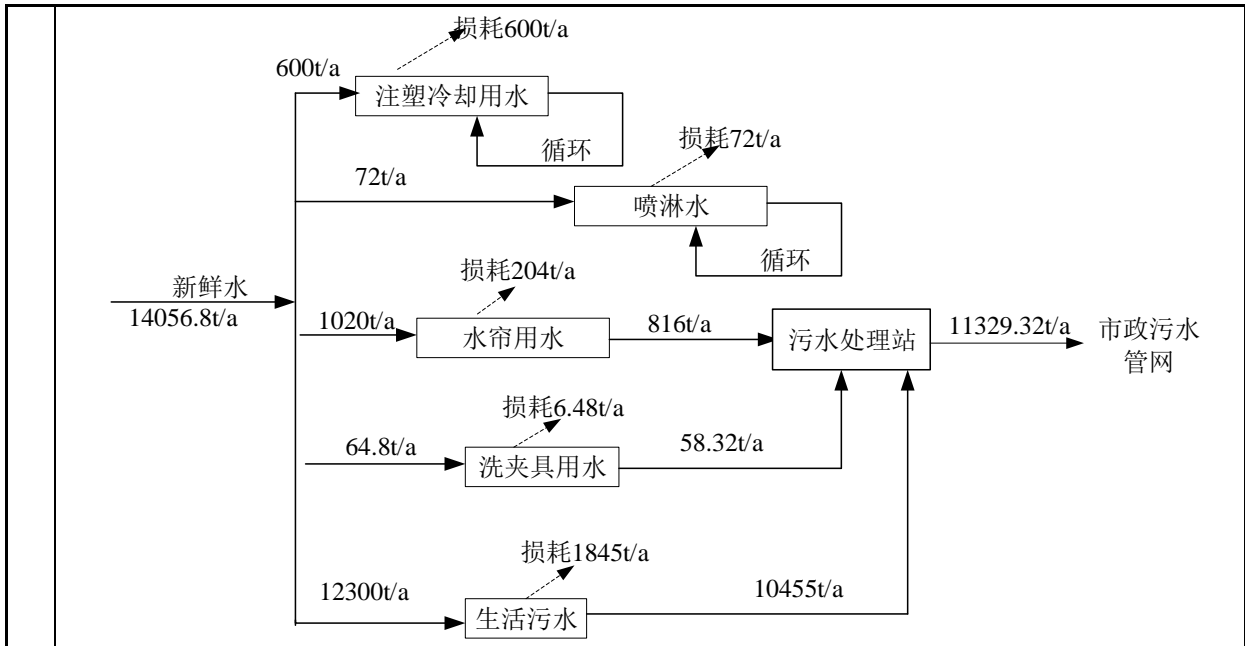 损耗600t/a
600t/a
注塑冷却用水
循环
损耗72t/a
72t/a
喷淋水
循环
新鲜水
14056.8t/a
损耗204t/a
1020t/a
水帘用水
816t/a
污水处理站
11329.32t/a
市政污水
管网
损耗6.48t/a
64.8t/a
洗夹具用水
58.32t/a
损耗1845t/a
12300t/a
生活污水
10455t/a